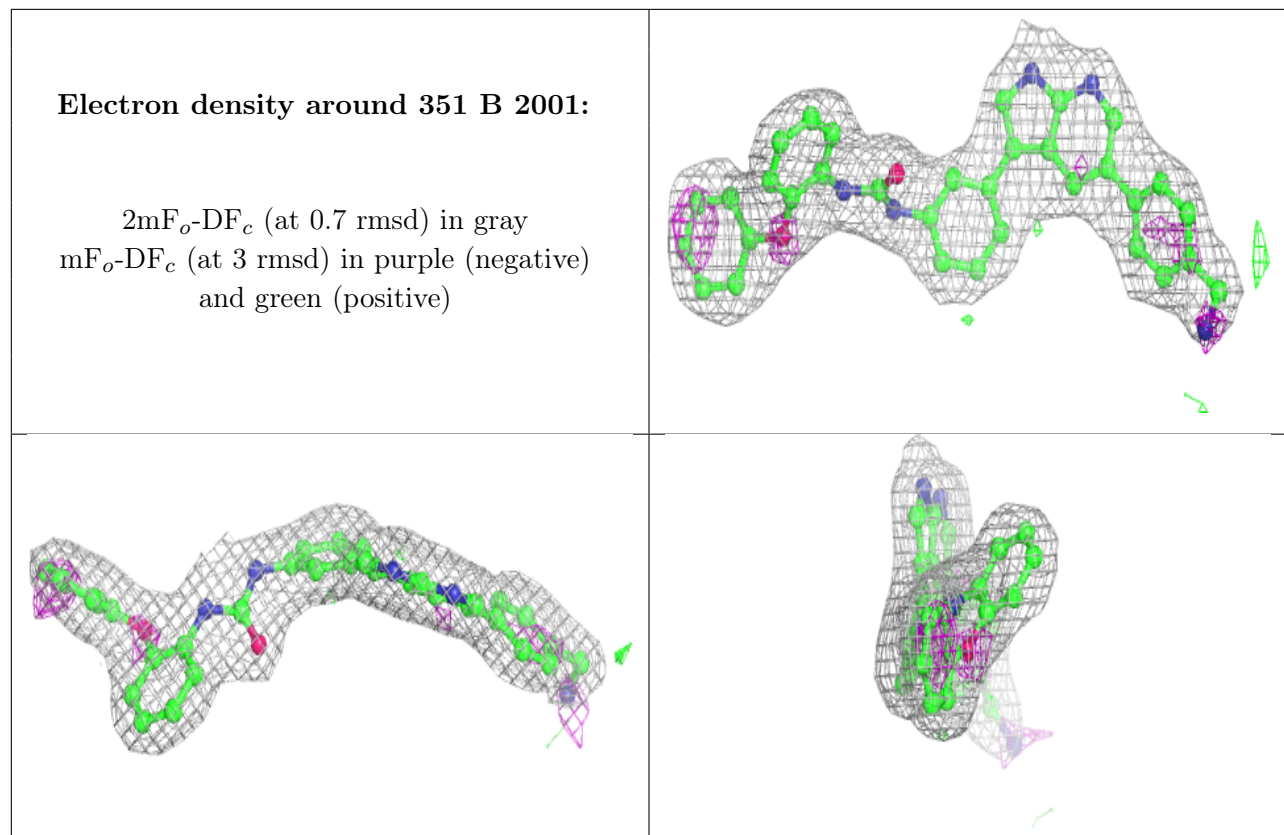 Electron density around 351 B 2001:
2mFo-DFc (at 0.7 rmsd) in gray
mFo-DFc (at 3 rmsd) in purple (negative)
and green (positive)